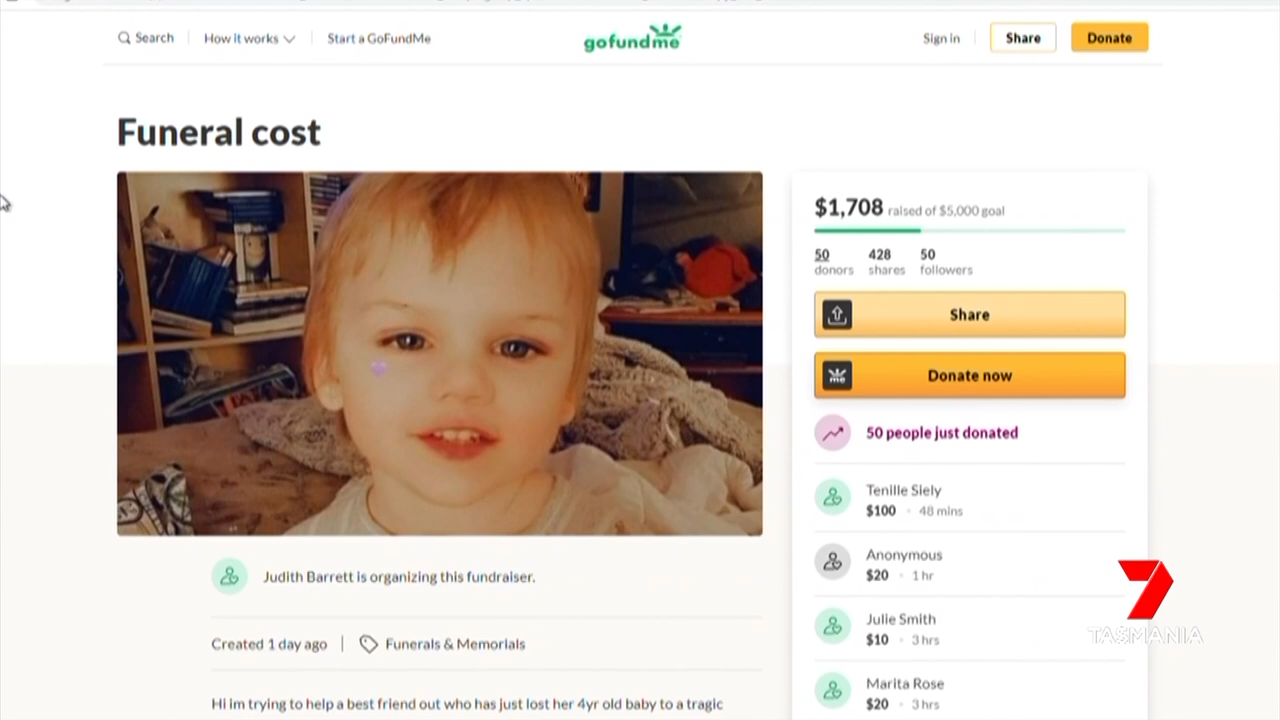 Search
How it works
Start a GoFundMe
gofundme
Sign in
Share
Donate
Funeral cost
$1,708 raised of $5,000 goal
50 428 50
donors shares followers
Share
me
Donate now
50 people just donated
Tenille Siely
$100 • 48 mins
Anonymous
$20 • 1 hr
Julie Smith
$10 • 3 hrs
Marita Rose
$20 • 3 hrs
Judith Barrett is organizing this fundraiser.
Created 1 day ago | Funerals & Memorials
Hi im trying to help a best friend out who has just lost her 4yr old baby to a tragic
7
TASMANIA